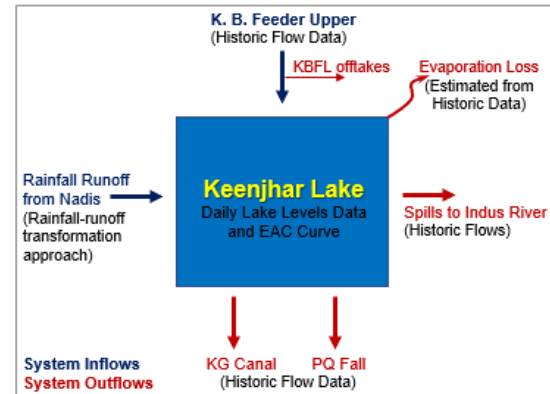 K. B. Feeder Upper
(Historic Flow Data)
KBFL offtakes
Evaporation Loss
(Estimated from
Historic Data)
Rainfall Runoff
from Nadis
(Rainfall-runoff
transformation
approach)
Keenjhar Lake
Daily Lake Levels Data
and EAC Curve
Spills to Indus River
(Historic Flows)
KG Canal PQ Fall
(Historic Flow Data)
System Inflows
System Outflows